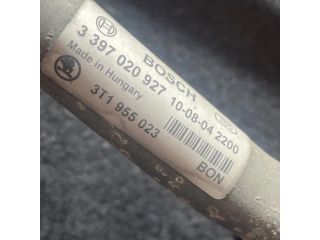 BOSCH
3 397 020 927 10-08-04 2200
Made in Hungary
3T1 955 023
BON